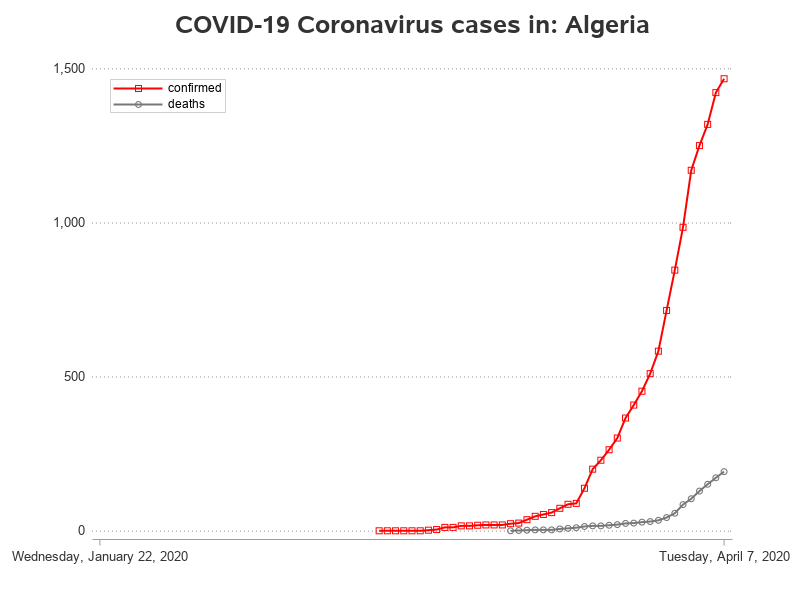 COVID-19 Coronavirus cases in: Algeria
1,500
confirmed
deaths
1,000
500
0
Wednesday, January 22, 2020
Tuesday, April 7, 2020